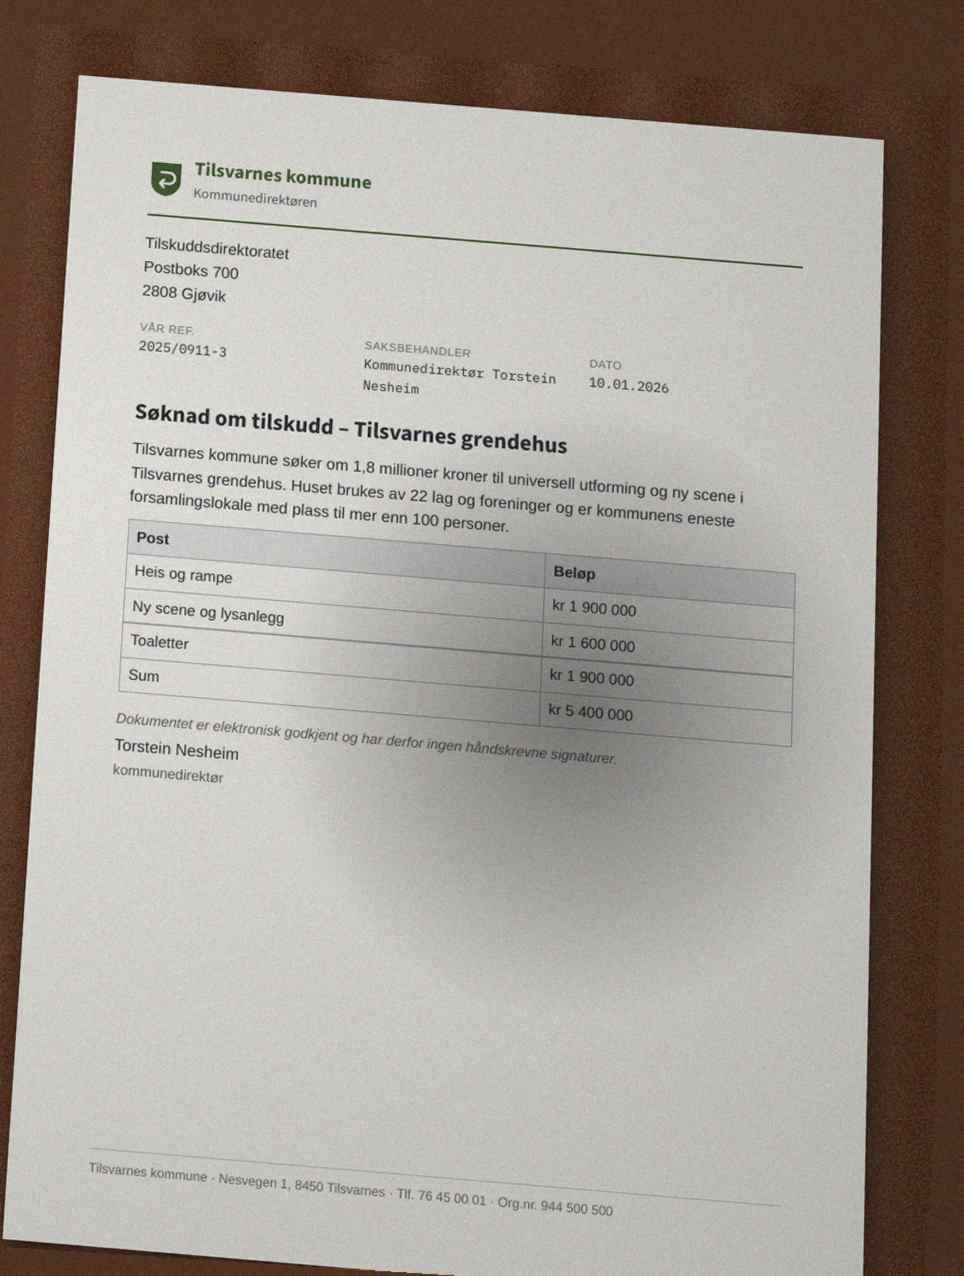 Tilsvarnes kommune
Kommunedirektøren
Tilskuddsdirektoratet
Postboks 700
2808 Gjøvik
VÅR REF.
2025/0911-3
SAKSBEHANDLER
Kommunedirektør Torstein
Nesheim
DATO
10.01.2026
Søknad om tilskudd – Tilsvarnes grendehus
Tilsvarnes kommune søker om 1,8 millioner kroner til universell utforming og ny scene i
Tilsvarnes grendehus. Huset brukes av 22 lag og foreninger og er kommunens eneste
forsamlingslokale med plass til mer enn 100 personer.
Post Beløp
Heis og rampe kr 1 900 000
Ny scene og lysanlegg kr 1 600 000
Toaletter kr 1 900 000
Sum kr 5 400 000
Dokumentet er elektronisk godkjent og har derfor ingen håndskrevne signaturer.
Torstein Nesheim
kommunedirektør
Tilsvarnes kommune · Nesvegen 1, 8450 Tilsvarnes · Tlf. 76 45 00 01 · Org.nr. 944 500 500